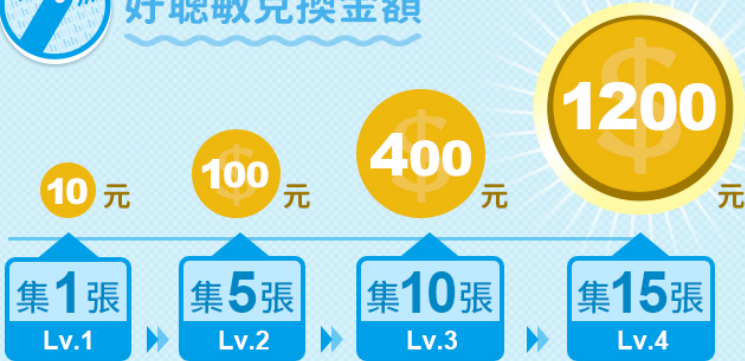 好聰敏兌換金額
10 元
100 元
400 元
1200 元
集1張
Lv.1
集5張
Lv.2
集10張
Lv.3
集15張
Lv.4